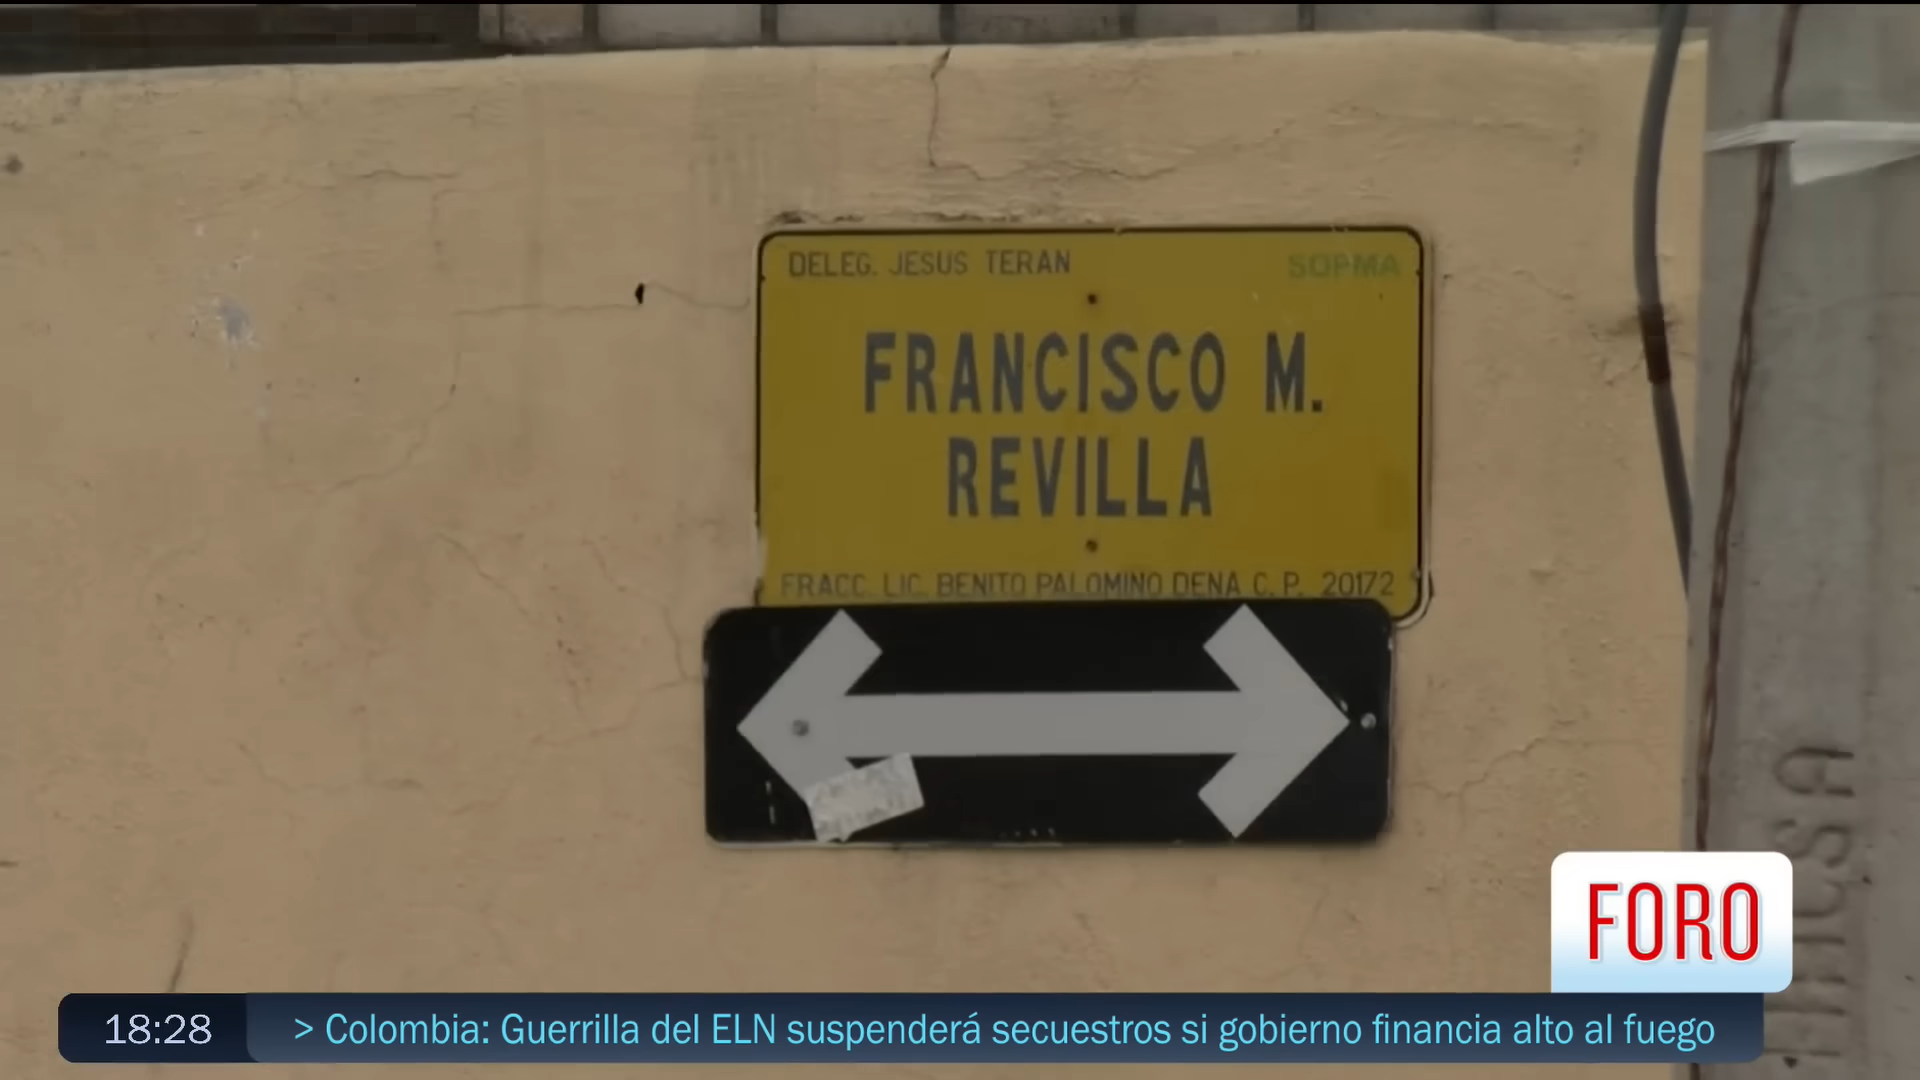 DELEG. JESUS TERAN
SOPMA
FRANCISCO M.
REVILLA
FRACC. LIC. BENITO PALOMINO DENA C. P. 20172
FORO
18:28
> Colombia: Guerrilla del ELN suspenderá secuestros si gobierno financia alto al fuego